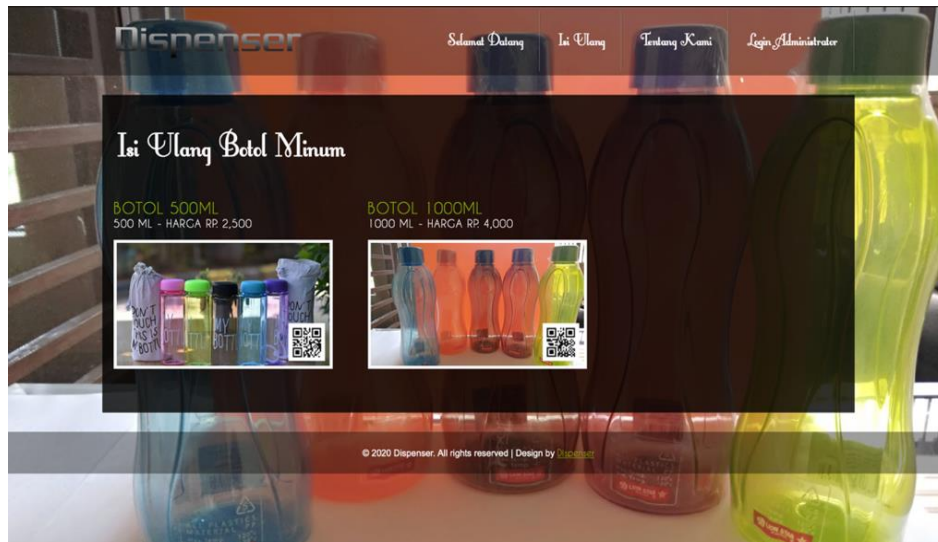 Dispenser
Selamat Datang
Isi Ulang
Tentang Kami
Login Administrator
Isi Ulang Botol Minum
BOTOL 500ML
500 ML - HARGA RP. 2,500
BOTOL 1000ML
1000 ML - HARGA RP. 4,000
MY
© 2020 Dispenser. All rights reserved | Design by Dispenser